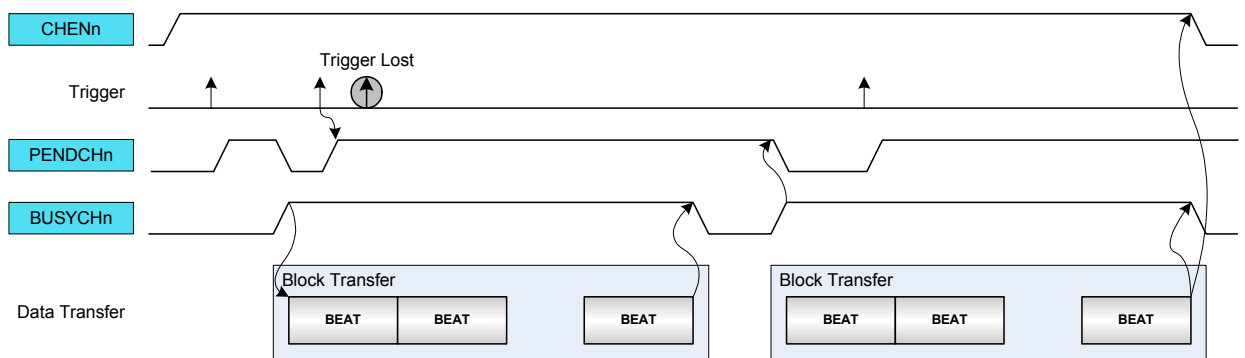 CHENn
Trigger Lost
Trigger
PENDCHn
BUSYCHn
Block Transfer
Block Transfer
Data Transfer
BEAT
BEAT
BEAT
BEAT
BEAT
BEAT